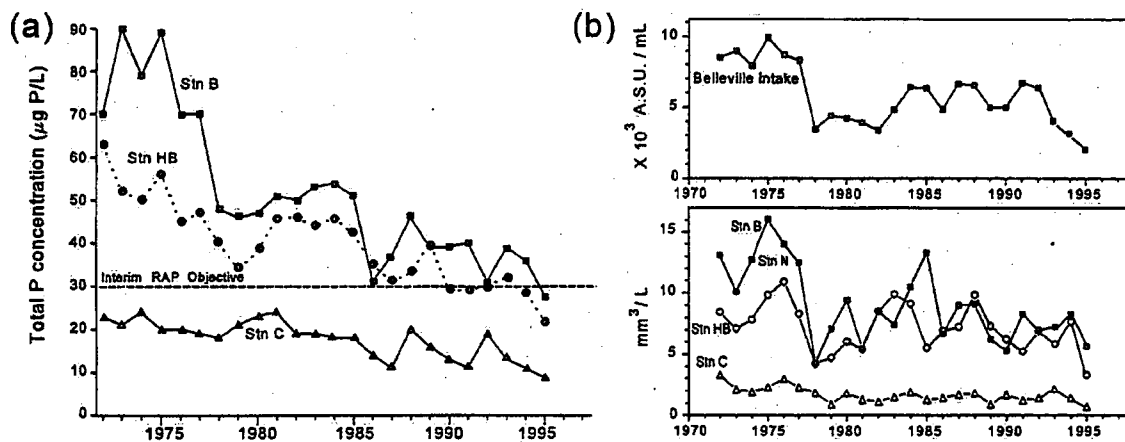 (a)
Total P concentration (µg P/L)
90
80
70
60
50
40
30
20
10
0
Stn B
Stn HB
Interim RAP Objective
Stn C
1975
1980
1985
1990
1995
(b)
X 10³ A.S.U./mL
10
5
0
Belleville Intake
1970
1975
1980
1985
1990
1995
mm³/L
15
10
5
0
Stn B
Stn N
Stn HB
Stn C
1970
1975
1980
1985
1990
1995